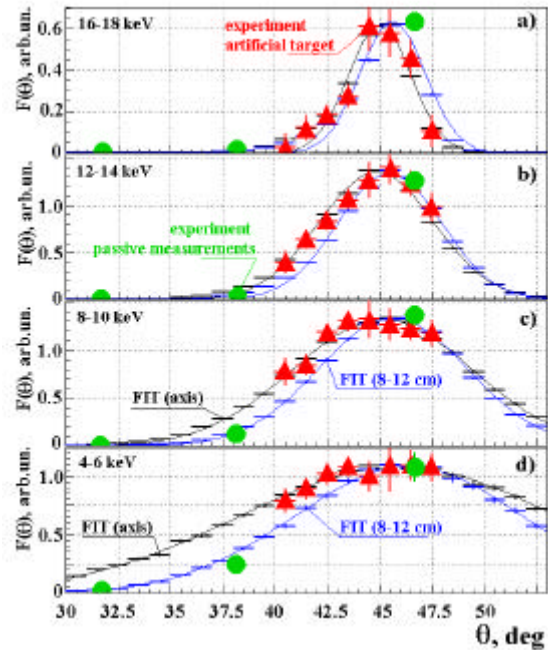 16-18 keV
experiment
artificial target
a)
F(Θ), arb.un.
0.6
0.4
0.2
0
12-14 keV
b)
experiment
passive measurements
F(Θ), arb.un.
1.0
0.5
0
8-10 keV
c)
FIT (axis)
FIT (8-12 cm)
F(Θ), arb.un.
1.0
0.5
0
4-6 keV
d)
FIT (axis)
FIT (8-12 cm)
F(Θ), arb.un.
1.0
0.5
0
30 32.5 35 37.5 40 42.5 45 47.5 50
θ, deg